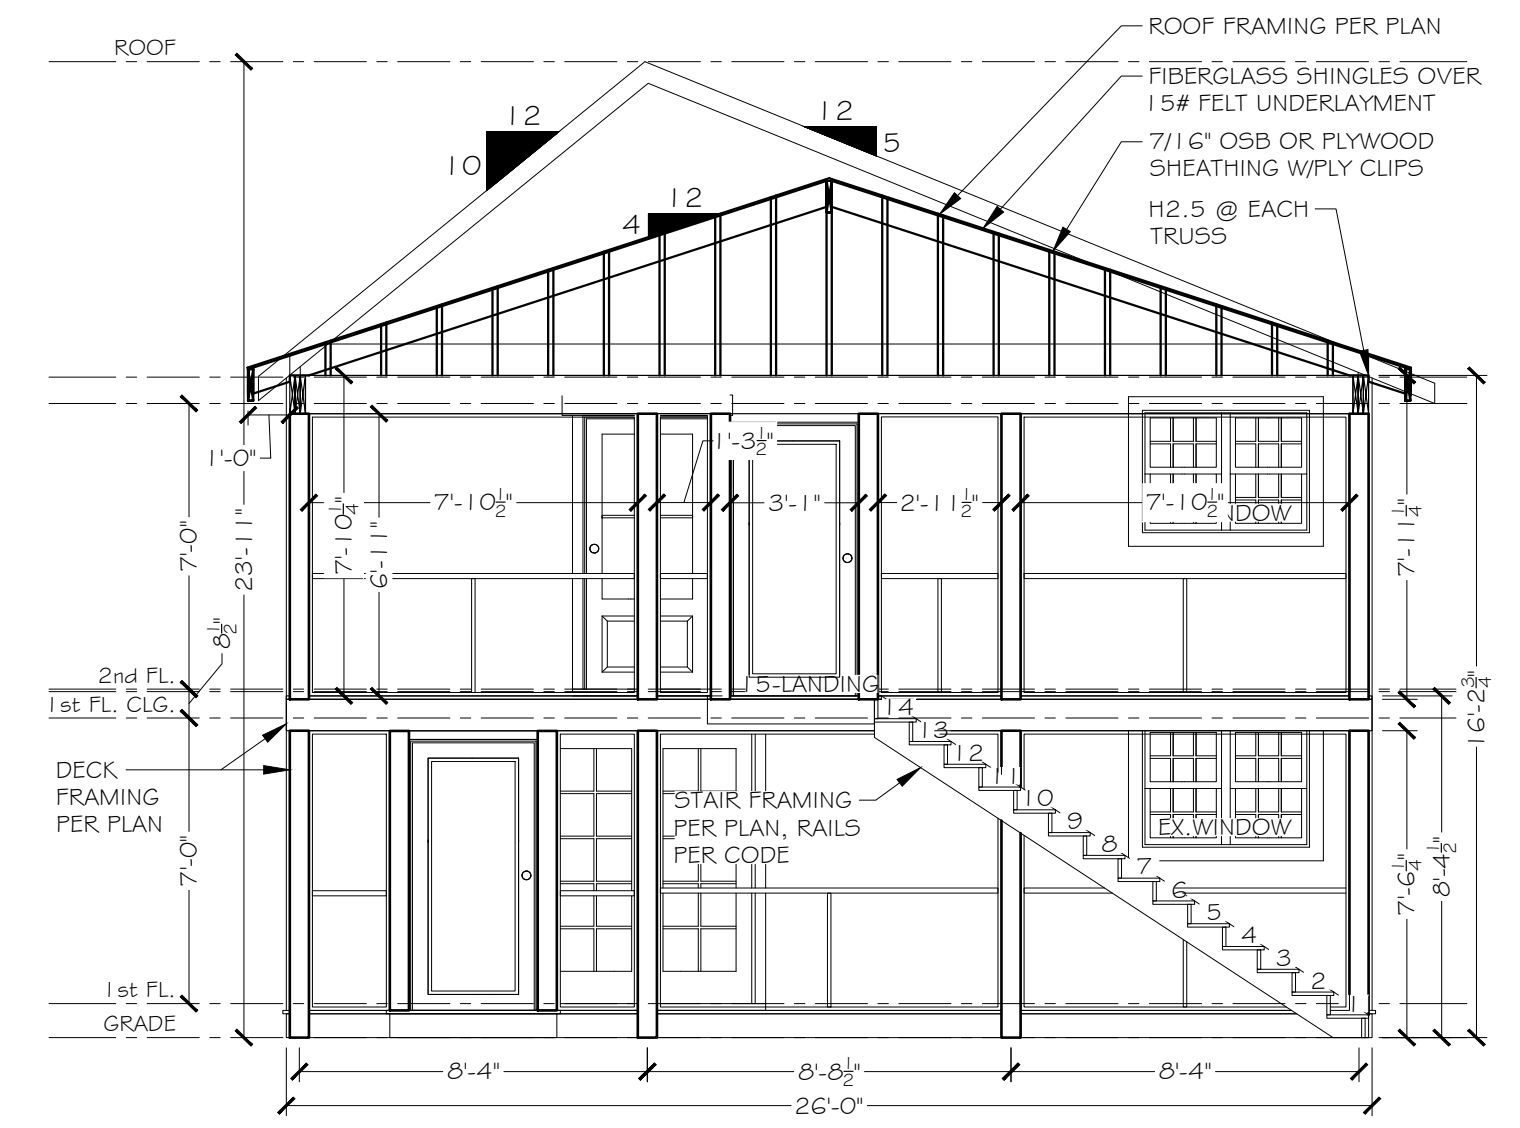 ROOF FRAMING PER PLAN
ROOF
FIBERGLASS SHINGLES OVER
15# FELT UNDERLAYMENT
12
12
5
10
7/16" OSB OR PLYWOOD
SHEATHING W/PLY CLIPS
12
4
H2.5 @ EACH
TRUSS
1'-0"
1'-3½"
7'-10½"
3'-1"
2'-11½"
7'-10½"
NDOW
7'-0"
23'-11"
7'-10¼"
6'-11"
7'-11¼"
8½"
2nd FL.
15-LANDING
1st FL. CLG.
14
16'-2¾"
13
12
DECK
FRAMING
PER PLAN
11
STAIR FRAMING
PER PLAN, RAILS
PER CODE
10
9
EX.WINDOW
8
7
7'-0"
7'-6¼"
8'-4½"
6
5
4
3
2
1
1st FL.
GRADE
8'-4"
8'-8½"
8'-4"
26'-0"